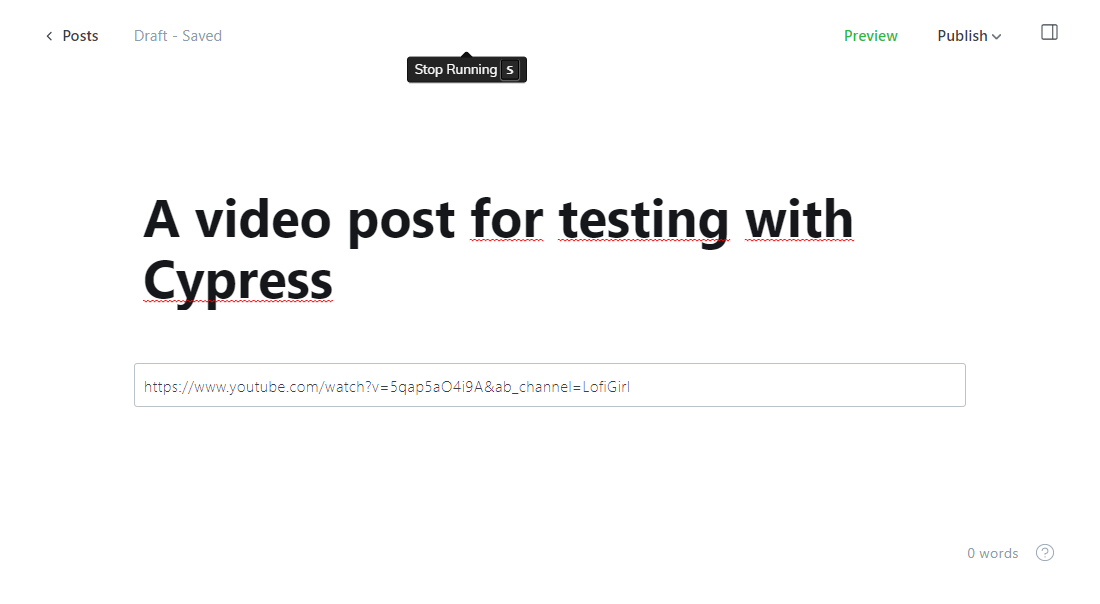 Posts Draft - Saved Preview Publish
Stop Running S
A video post for testing with
Cypress
https://www.youtube.com/watch?v=5qap5aO4i9A&ab_channel=LofiGirl
0 words ?